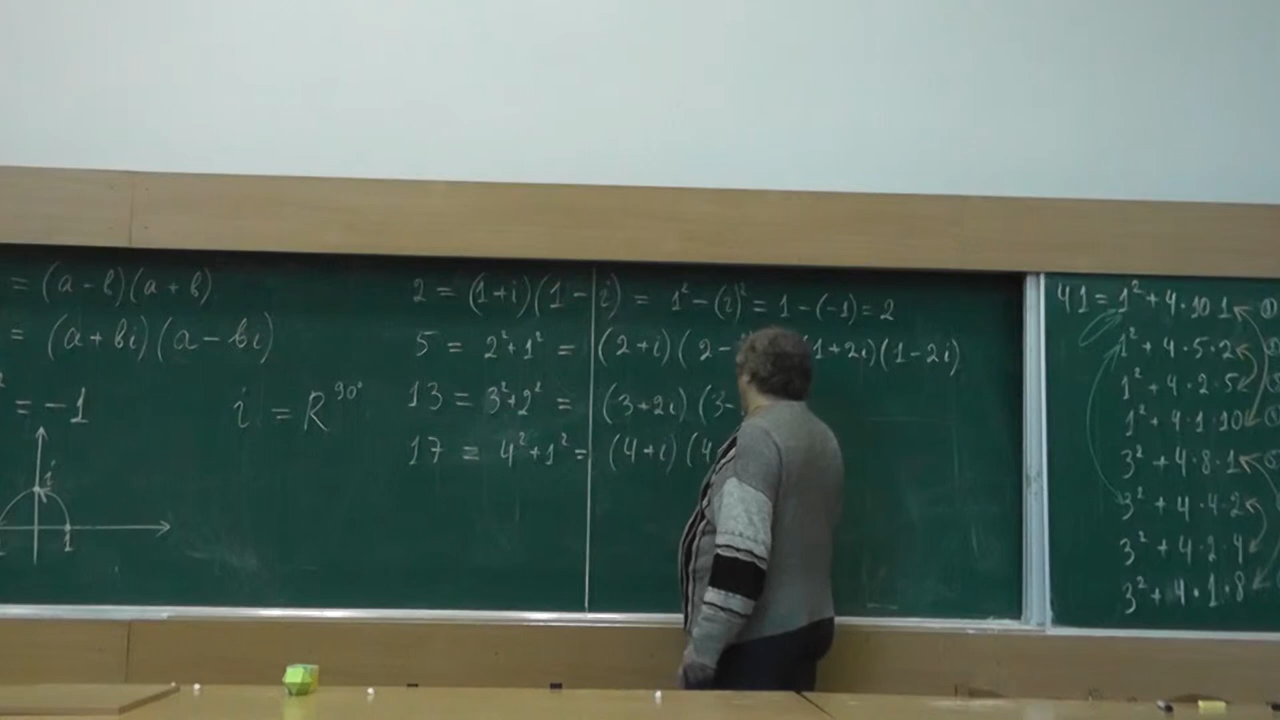 = (a - b)(a + b)
= (a + bi)(a - bi)
² = -1
i = R^90°
i
1
2 = (1+i)(1-i) = 1² - (i)² = 1 - (-1) = 2
5 = 2² + 1² = (2+i)(2- (1+2i)(1-2i)
13 = 3² + 2² = (3+2i)(3-
17 = 4² + 1² = (4+i)(4
41 = 1² + 4·10·1
1² + 4·5·2
1² + 4·2·5
1² + 4·1·10
3² + 4·8·1
3² + 4·4·2
3² + 4·2·4
3² + 4·1·8